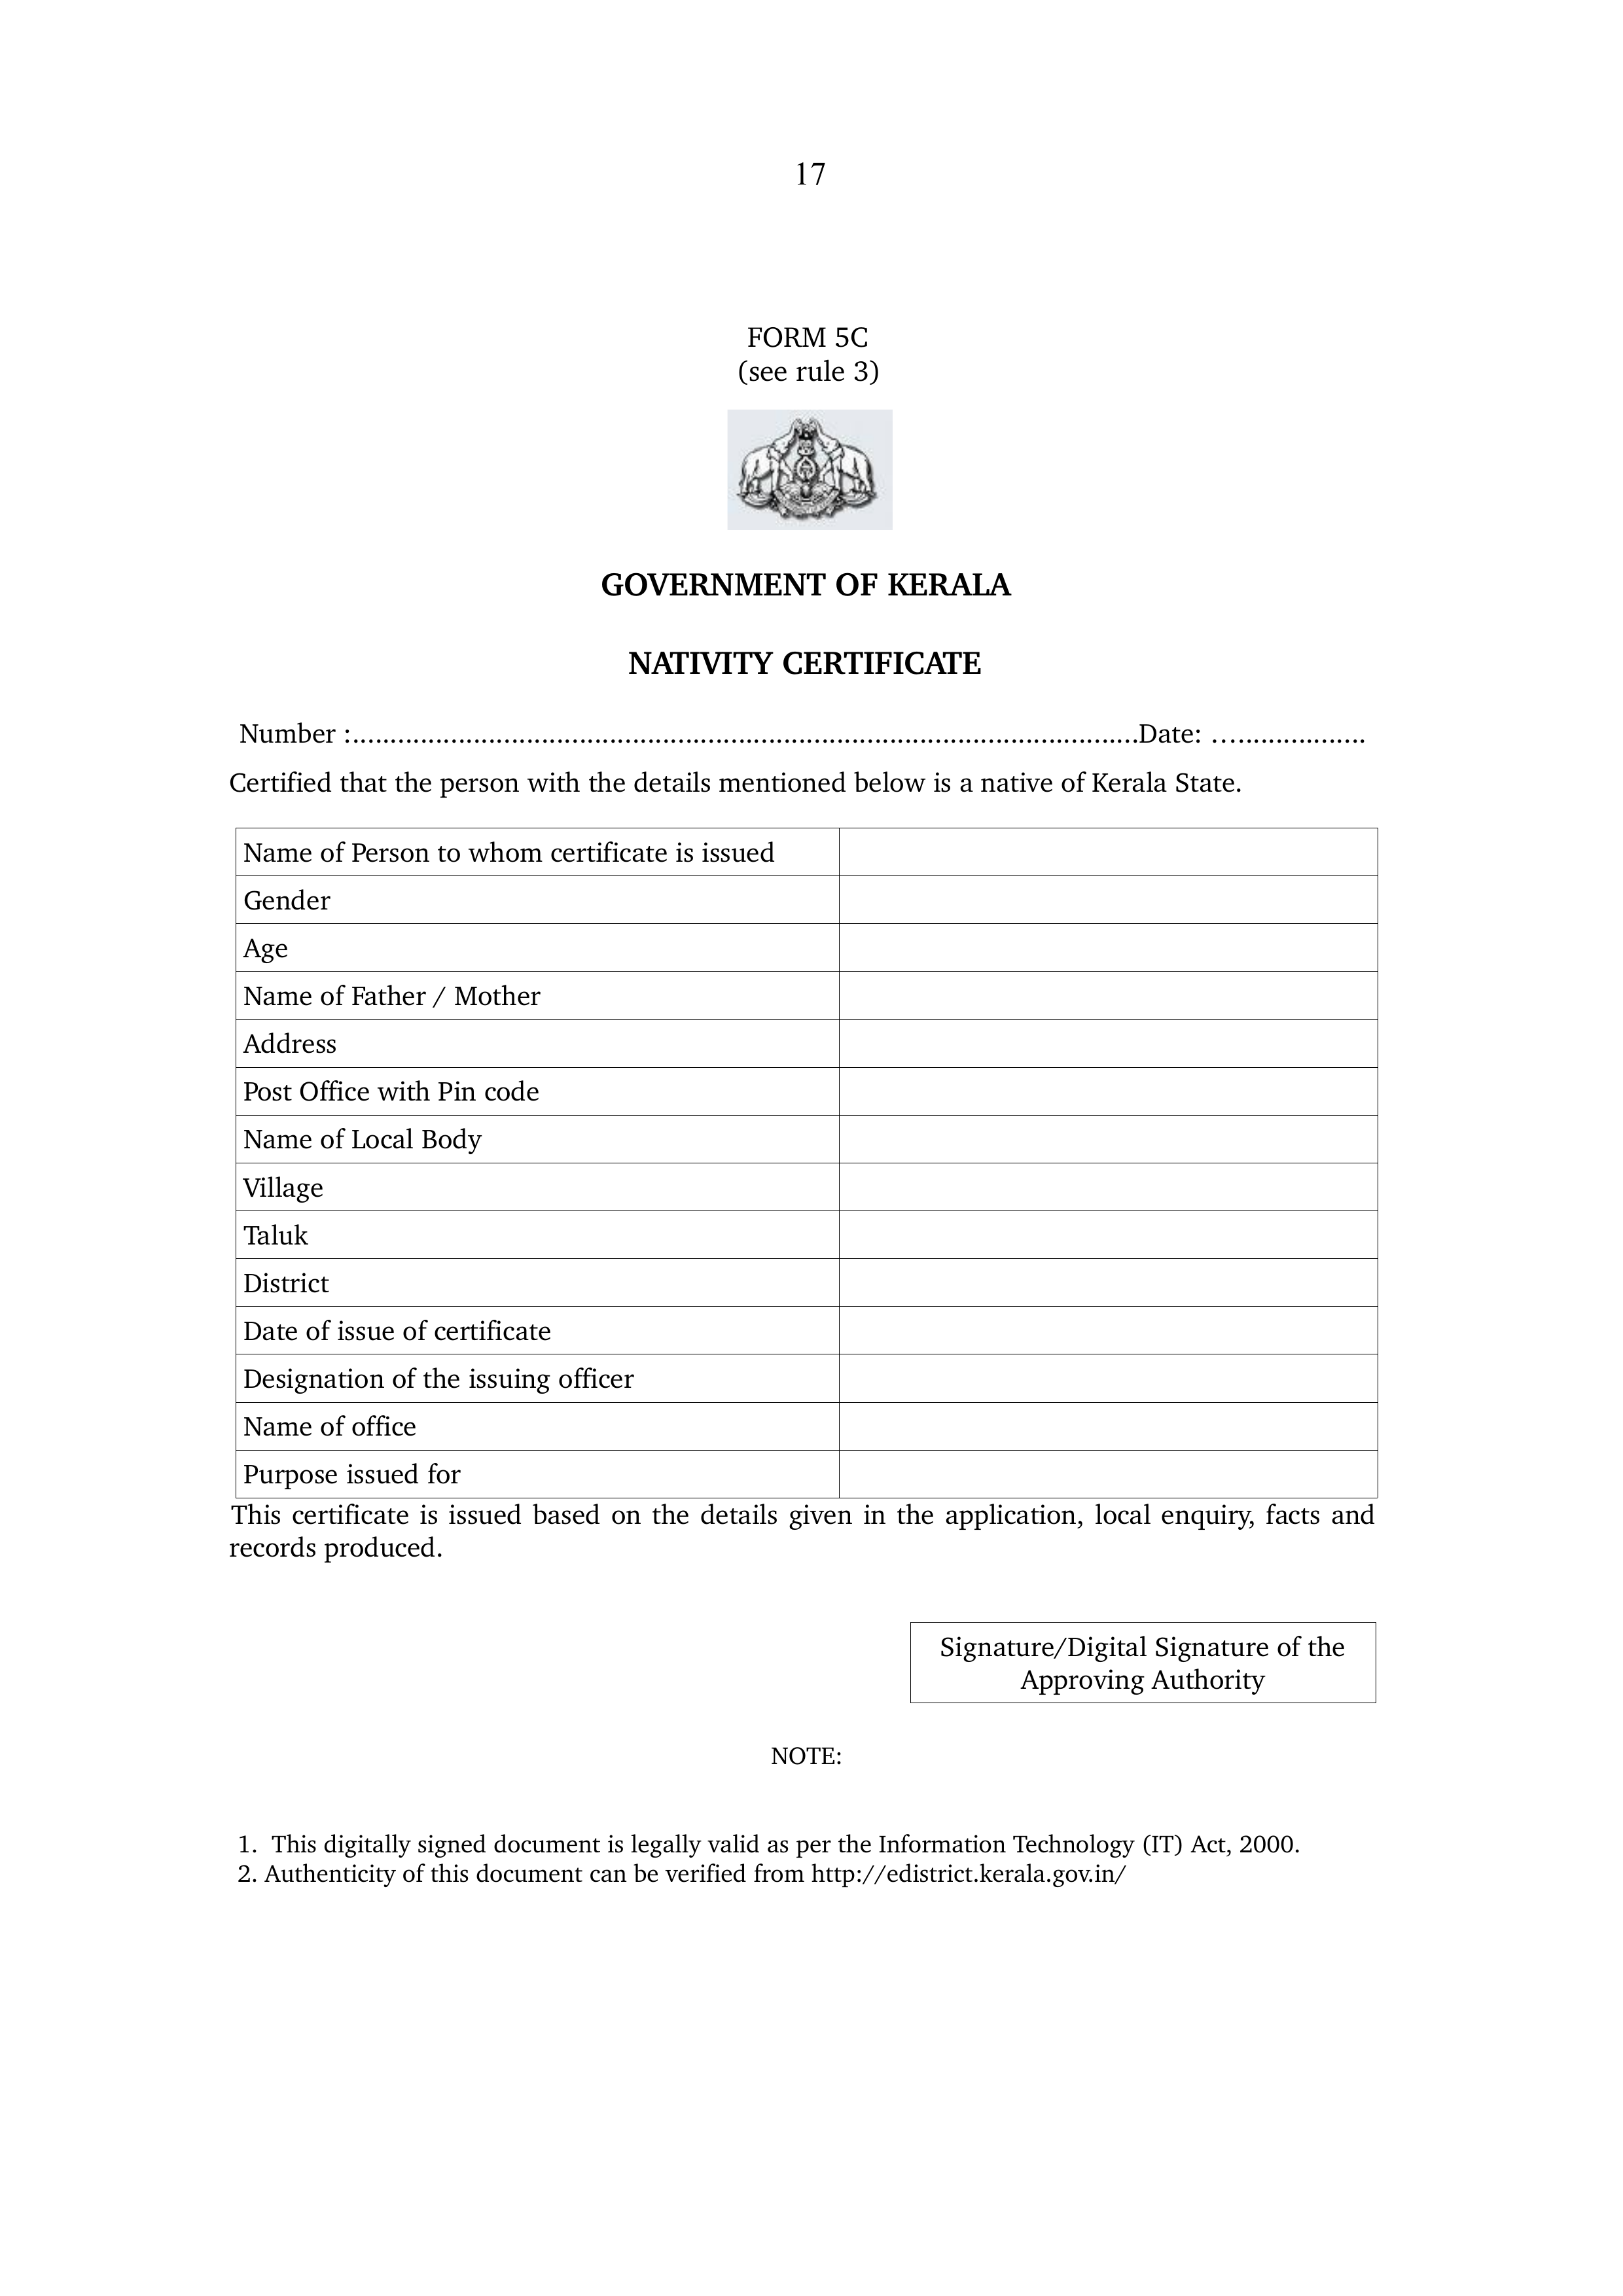 17
FORM 5C
(see rule 3)
GOVERNMENT OF KERALA
NATIVITY CERTIFICATE
Number :..........................................................................................................Date: …..................
Certified that the person with the details mentioned below is a native of Kerala State.
Name of Person to whom certificate is issued
Gender
Age
Name of Father / Mother
Address
Post Office with Pin code
Name of Local Body
Village
Taluk
District
Date of issue of certificate
Designation of the issuing officer
Name of office
Purpose issued for
This certificate is issued based on the details given in the application, local enquiry, facts and
records produced.
Signature/Digital Signature of the
Approving Authority
NOTE:
1. This digitally signed document is legally valid as per the Information Technology (IT) Act, 2000.
2. Authenticity of this document can be verified from http://edistrict.kerala.gov.in/